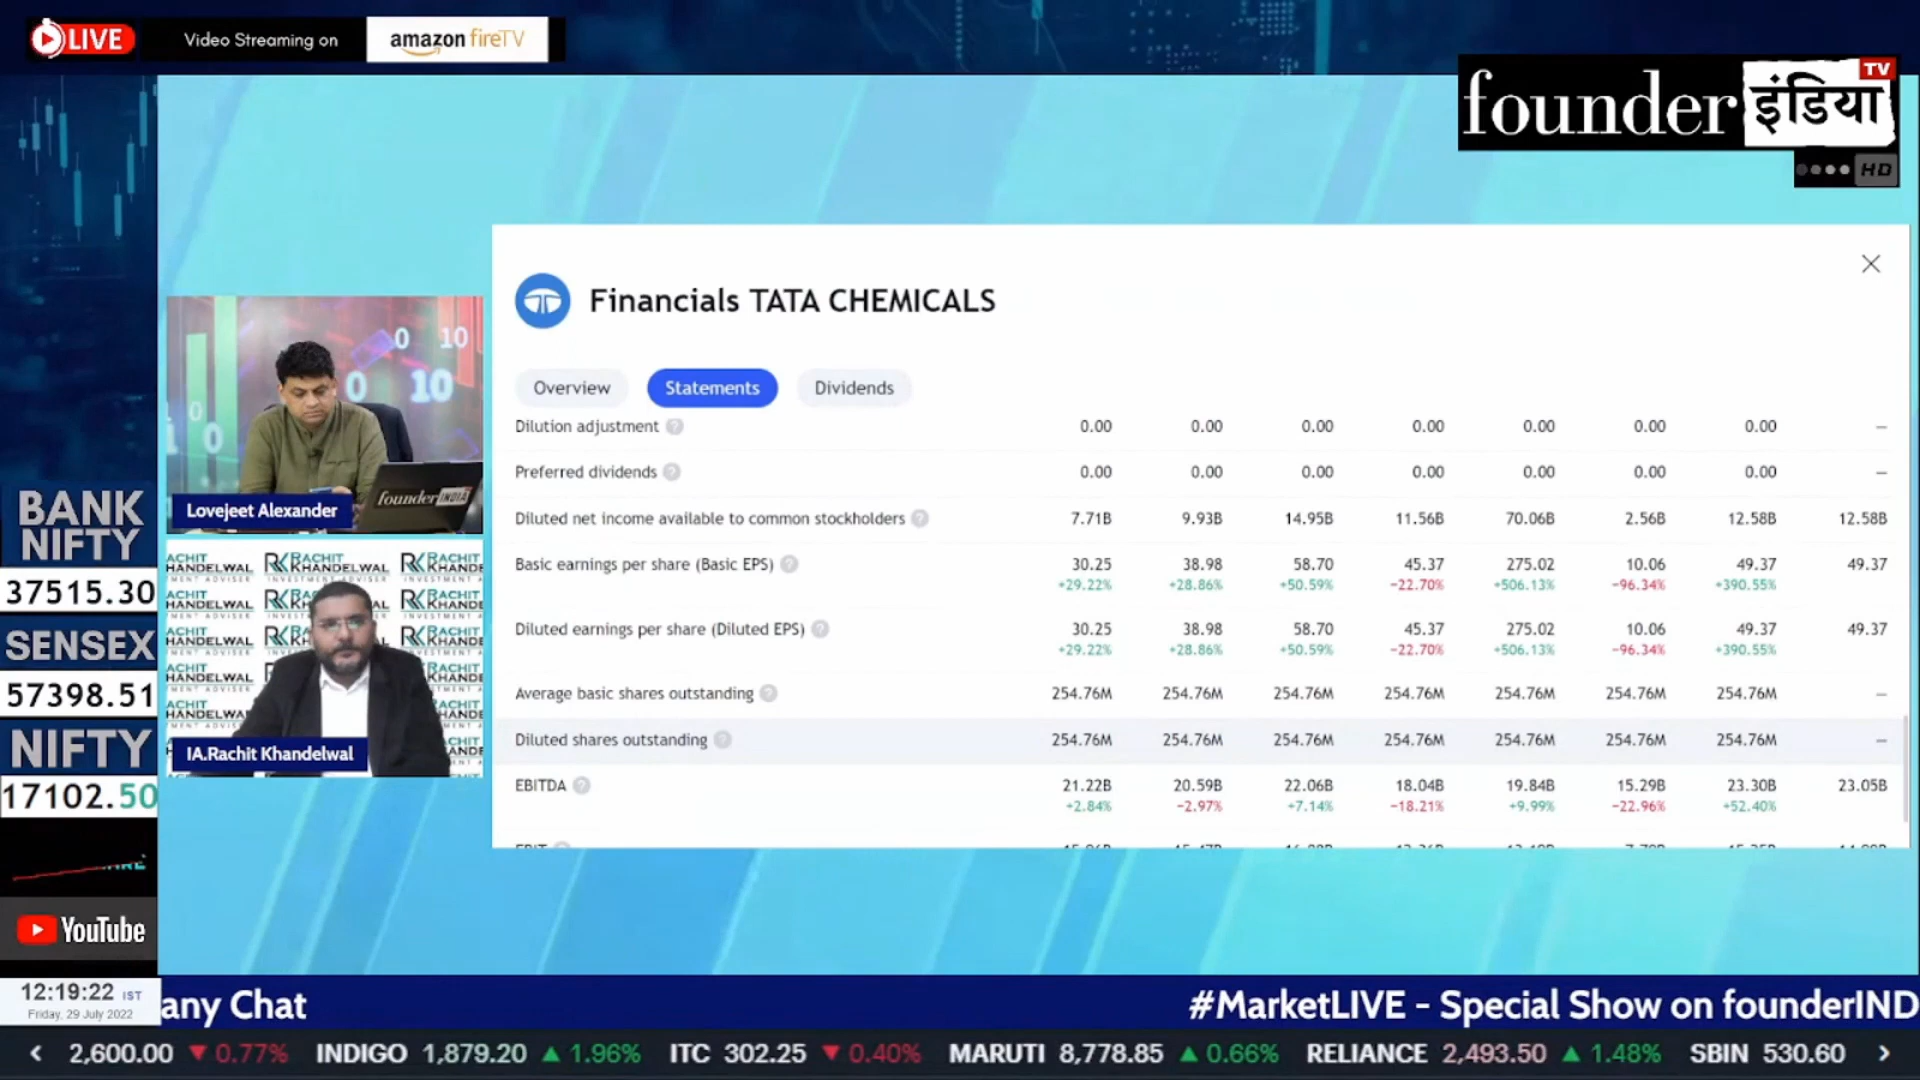 LIVE
Video Streaming on
amazon fireTV
founder इंडिया TV
HD
Financials TATA CHEMICALS
Overview Statements Dividends
Dilution adjustment 0.00 0.00 0.00 0.00 0.00 0.00 0.00 —
Preferred dividends 0.00 0.00 0.00 0.00 0.00 0.00 0.00 —
Diluted net income available to common stockholders 7.71B 9.93B 14.95B 11.56B 70.06B 2.56B 12.58B 12.58B
Basic earnings per share (Basic EPS) 30.25 38.98 58.70 45.37 275.02 10.06 49.37 49.37
+29.22% +28.86% +50.59% −22.70% +506.13% −96.34% +390.55%
Diluted earnings per share (Diluted EPS) 30.25 38.98 58.70 45.37 275.02 10.06 49.37 49.37
+29.22% +28.86% +50.59% −22.70% +506.13% −96.34% +390.55%
Average basic shares outstanding 254.76M 254.76M 254.76M 254.76M 254.76M 254.76M 254.76M —
Diluted shares outstanding 254.76M 254.76M 254.76M 254.76M 254.76M 254.76M 254.76M —
EBITDA 21.22B 20.59B 22.06B 18.04B 19.84B 15.29B 23.30B 23.05B
+2.84% −2.97% +7.14% −18.21% +9.99% −22.96% +52.40%
0 10
0 10
founder INDIA
Lovejeet Alexander
RACHIT KHANDELWAL
INVESTMENT ADVISER
IA.Rachit Khandelwal
BANK
NIFTY
37515.30
SENSEX
57398.51
NIFTY
17102.50
YouTube
12:19:22 IST
Friday, 29 July 2022
any Chat
#MarketLIVE - Special Show on founderIND
2,600.00 ▼ 0.77% INDIGO 1,879.20 ▲ 1.96% ITC 302.25 ▼ 0.40% MARUTI 8,778.85 ▲ 0.66% RELIANCE 2,493.50 ▲ 1.48% SBIN 530.60